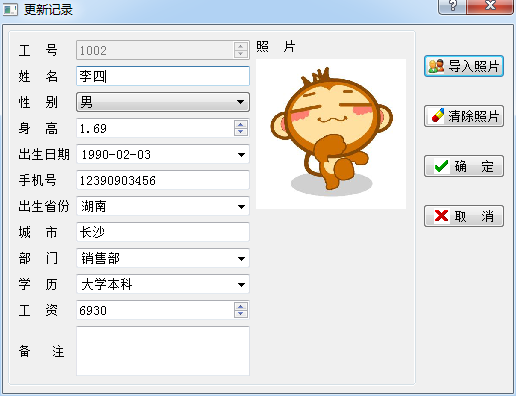 更新记录
工 号 1002
姓 名 李四
性 别 男
身 高 1.69
出生日期 1990-02-03
手机号 12390903456
出生省份 湖南
城 市 长沙
部 门 销售部
学 历 大学本科
工 资 6930
备 注
照 片
导入照片
清除照片
确 定
取 消